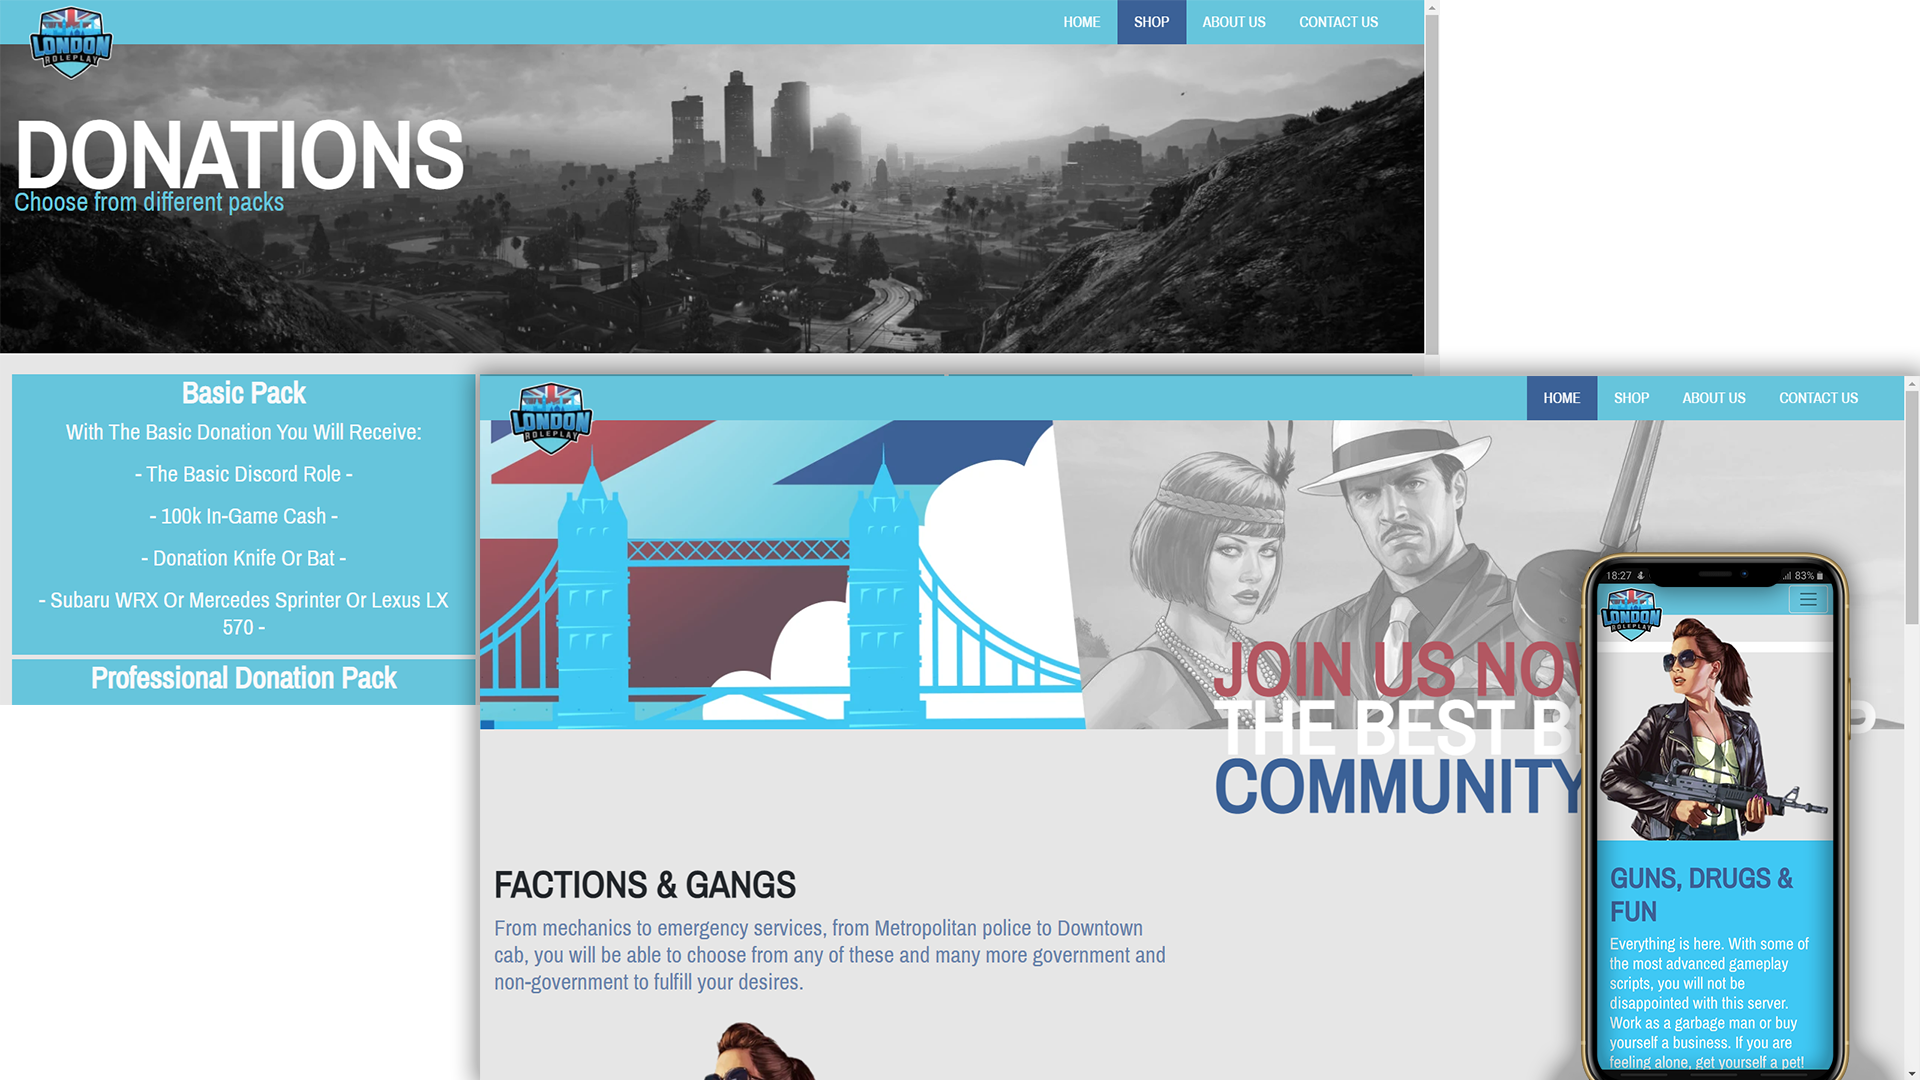 LONDON
ROLEPLAY
HOME SHOP ABOUT US CONTACT US
DONATIONS
Choose from different packs
Basic Pack
With The Basic Donation You Will Receive:
- The Basic Discord Role -
- 100k In-Game Cash -
- Donation Knife Or Bat -
- Subaru WRX Or Mercedes Sprinter Or Lexus LX
570 -
Professional Donation Pack
LONDON
ROLEPLAY
HOME SHOP ABOUT US CONTACT US
JOIN US
THE BEST
COMMUNITY
FACTIONS & GANGS
From mechanics to emergency services, from Metropolitan police to Downtown
cab, you will be able to choose from any of these and many more government and
non-government to fulfill your desires.
18:27 83%
LONDON
ROLEPLAY
GUNS, DRUGS &
FUN
Everything is here. With some of
the most advanced gameplay
scripts, you will not be
disappointed with this server.
Work as a garbage man or buy
yourself a business. If you are
feeling alone, get yourself a pet!